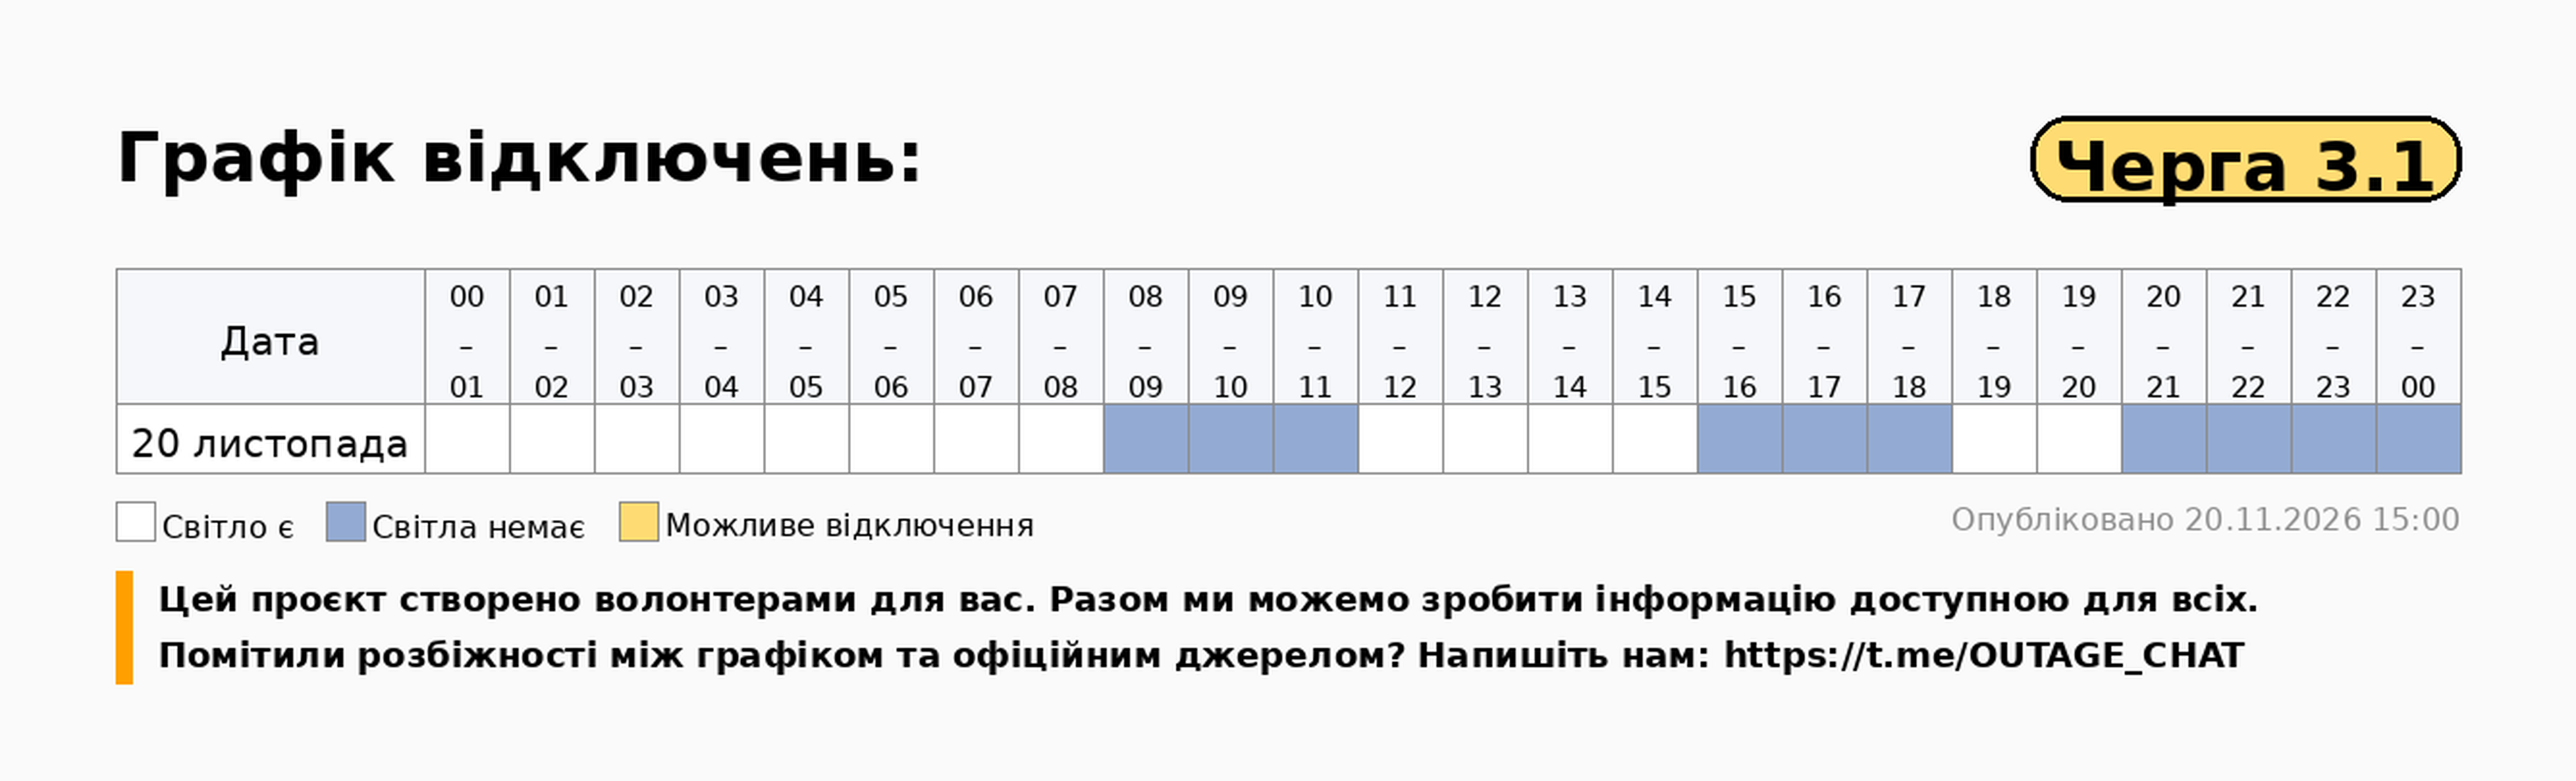 Графік відключень:
Черга 3.1
Дата
00 – 01
01 – 02
02 – 03
03 – 04
04 – 05
05 – 06
06 – 07
07 – 08
08 – 09
09 – 10
10 – 11
11 – 12
12 – 13
13 – 14
14 – 15
15 – 16
16 – 17
17 – 18
18 – 19
19 – 20
20 – 21
21 – 22
22 – 23
23 – 00
20 листопада
Світло є
Світла немає
Можливе відключення
Опубліковано 20.11.2026 15:00
Цей проєкт створено волонтерами для вас. Разом ми можемо зробити інформацію доступною для всіх.
Помітили розбіжності між графіком та офіційним джерелом? Напишіть нам: https://t.me/OUTAGE_CHAT